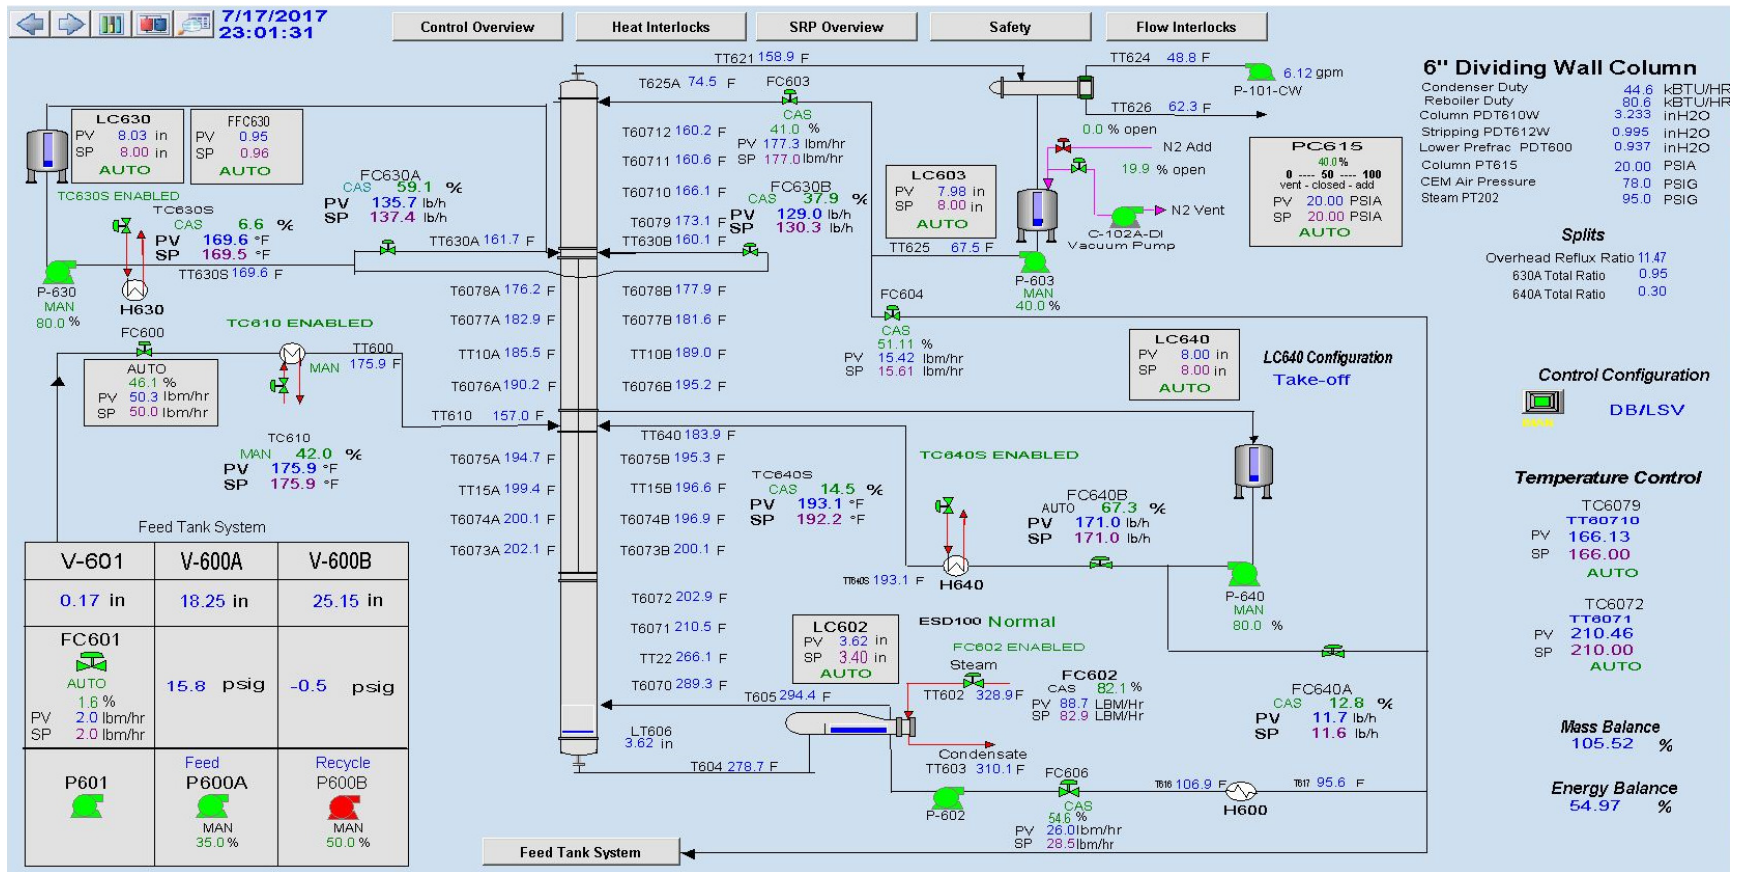 7/17/2017
23:01:31
Control Overview
Heat Interlocks
SRP Overview
Safety
Flow Interlocks
6" Dividing Wall Column
Condenser Duty 44.6 kBTU/HR
Reboiler Duty 80.6 kBTU/HR
Column PDT610W 3.233 inH2O
Stripping PDT612W 0.995 inH2O
Lower Prefrac PDT600 0.937 inH2O
Column PT615 20.00 PSIA
CEM Air Pressure 78.0 PSIG
Steam PT202 95.0 PSIG
Splits
Overhead Reflux Ratio 11.47
630A Total Ratio 0.95
640A Total Ratio 0.30
Control Configuration
DB/LSV
Temperature Control
TC6079
TT60710
PV 166.13
SP 166.00
AUTO
TC6072
TT6071
PV 210.46
SP 210.00
AUTO
Mass Balance
105.52 %
Energy Balance
54.97 %
LC630
PV 8.03 in
SP 8.00 in
AUTO
FFC630
PV 0.95
SP 0.96
AUTO
TC630S ENABLED
TC630S
CAS 6.6 %
PV 169.6 °F
SP 169.5 °F
TT630S 169.6 F
P-630
MAN
80.0 %
H630
FC630A
CAS 59.1 %
PV 135.7 lb/h
SP 137.4 lb/h
TT630A 161.7 F
FC600
AUTO
46.1 %
PV 50.3 lbm/hr
SP 50.0 lbm/hr
TC610 ENABLED
MAN
TT600
175.9 F
TT610 157.0 F
TC610
MAN 42.0 %
PV 175.9 °F
SP 175.9 °F
Feed Tank System
V-601 V-600A V-600B
0.17 in 18.25 in 25.15 in
FC601
AUTO
1.6 %
PV 2.0 lbm/hr
SP 2.0 lbm/hr
15.8 psig
-0.5 psig
P601
Feed
P600A
MAN
35.0 %
Recycle
P600B
MAN
50.0 %
TT621 158.9 F
T625A 74.5 F
T60712 160.2 F
T60711 160.6 F
T60710 166.1 F
T6079 173.1 F
TT630B 160.1 F
FC603
CAS
41.0 %
PV 177.3 lbm/hr
SP 177.0 lbm/hr
FC630B
CAS 37.9 %
PV 129.0 lb/h
SP 130.3 lb/h
T6078A 176.2 F
T6077A 182.9 F
TT10A 185.5 F
T6076A 190.2 F
T6078B 177.9 F
T6077B 181.6 F
TT10B 189.0 F
T6076B 195.2 F
T6075A 194.7 F
TT15A 199.4 F
T6074A 200.1 F
T6073A 202.1 F
TT640 183.9 F
T6075B 195.3 F
TT15B 196.6 F
T6074B 196.9 F
T6073B 200.1 F
T6072 202.9 F
T6071 210.5 F
TT22 266.1 F
T6070 289.3 F
LT606
3.62 in
T605 294.4 F
T604 278.7 F
TT624 48.8 F
6.12 gpm
P-101-CW
TT626 62.3 F
0.0 % open
N2 Add
19.9 % open
N2 Vent
C-102A-DI
Vacuum Pump
PC615
40.0 %
0 ---- 50 ---- 100
vent - closed - add
PV 20.00 PSIA
SP 20.00 PSIA
AUTO
LC603
PV 7.98 in
SP 8.00 in
AUTO
TT625 67.5 F
P-603
MAN
40.0 %
FC604
CAS
51.11 %
PV 15.42 lbm/hr
SP 15.61 lbm/hr
LC640
PV 8.00 in
SP 8.00 in
AUTO
LC640 Configuration
Take-off
TC640S ENABLED
TC640S
CAS 14.5 %
PV 193.1 °F
SP 192.2 °F
FC640B
AUTO 67.3 %
PV 171.0 lb/h
SP 171.0 lb/h
TT640S 193.1 F
H640
P-640
MAN
80.0 %
LC602
PV 3.62 in
SP 3.40 in
AUTO
ESD100 Normal
FC602 ENABLED
Steam
TT602 328.9 F
FC602
CAS 82.1 %
PV 88.7 LBM/Hr
SP 82.9 LBM/Hr
Condensate
TT603 310.1 F
FC640A
CAS 12.8 %
PV 11.7 lb/h
SP 11.6 lb/h
P-602
FC606
CAS
54.6 %
PV 26.0 lbm/hr
SP 28.5 lbm/hr
T616 106.9 F
H600
T617 95.6 F
Feed Tank System